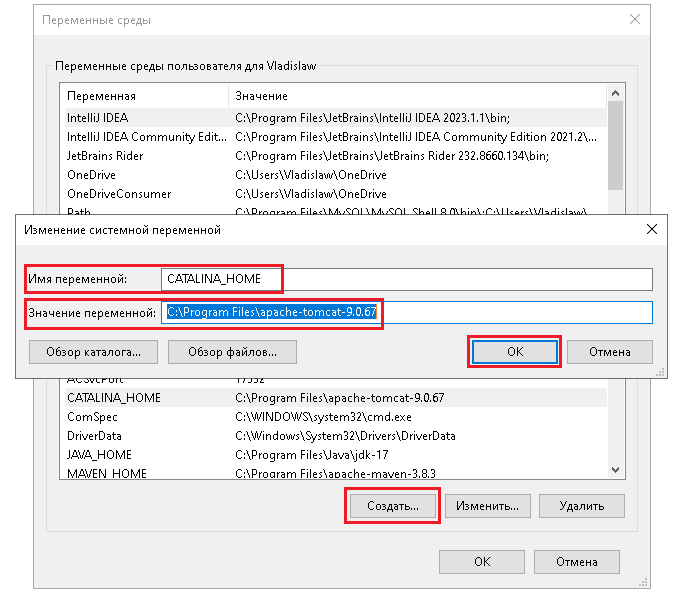 Переменные среды
Переменные среды пользователя для Vladislaw
Переменная Значение
IntelliJ IDEA C:\Program Files\JetBrains\IntelliJ IDEA 2023.1.1\bin;
IntelliJ IDEA Community Edit... C:\Program Files\JetBrains\IntelliJ IDEA Community Edition 2021.2\...
JetBrains Rider C:\Program Files\JetBrains\JetBrains Rider 232.8660.134\bin;
OneDrive C:\Users\Vladislaw\OneDrive
OneDriveConsumer C:\Users\Vladislaw\OneDrive
Path C:\Program Files\MySQL\MySQL Shell 8.0\bin\;C:\Users\Vladislaw\
Изменение системной переменной
Имя переменной: CATALINA_HOME
Значение переменной: C:\Program Files\apache-tomcat-9.0.67
Обзор каталога... Обзор файлов... OK Отмена
ACSvcPort 17532
CATALINA_HOME C:\Program Files\apache-tomcat-9.0.67
ComSpec C:\WINDOWS\system32\cmd.exe
DriverData C:\Windows\System32\Drivers\DriverData
JAVA_HOME C:\Program Files\Java\jdk-17
MAVEN_HOME C:\Program Files\apache-maven-3.8.3
Создать... Изменить... Удалить
OK Отмена